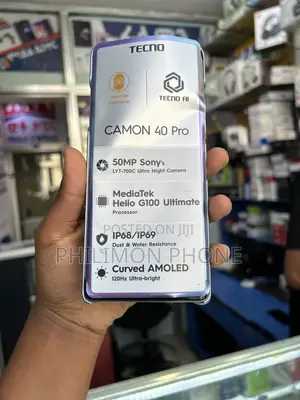 TECNO
TECNO AI
CAMON 40 Pro
50MP Sony
LYT-700C Ultra Night Camera
MediaTek
Helio G100 Ultimate
Processor
POSTED ON JIJI
PHILIMON PHONE
IP68/IP69
Dust & Water Resistance
Curved AMOLED
120Hz Ultra-bright